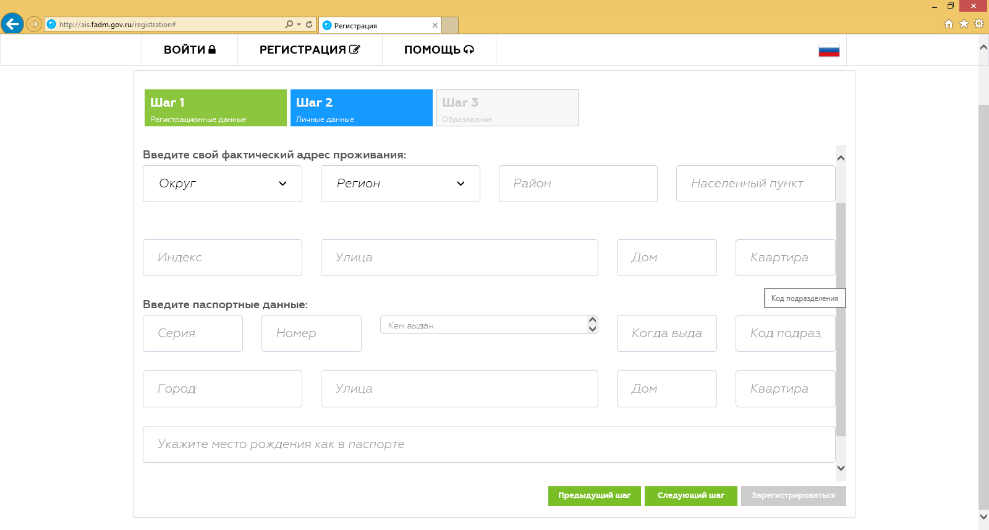 http://ais.fadm.gov.ru/registration#
Регистрация
ВОЙТИ
РЕГИСТРАЦИЯ
ПОМОЩЬ
Шаг 1
Регистрационные данные
Шаг 2
Личные данные
Шаг 3
Образование
Введите свой фактический адрес проживания:
Округ
Регион
Район
Населенный пункт
Индекс
Улица
Дом
Квартира
Введите паспортные данные:
Код подразделения
Серия
Номер
Кем выдан
Когда выда
Код подраз.
Город
Улица
Дом
Квартира
Укажите место рождения как в паспорте
Предыдущий шаг
Следующий шаг
Зарегистрироваться